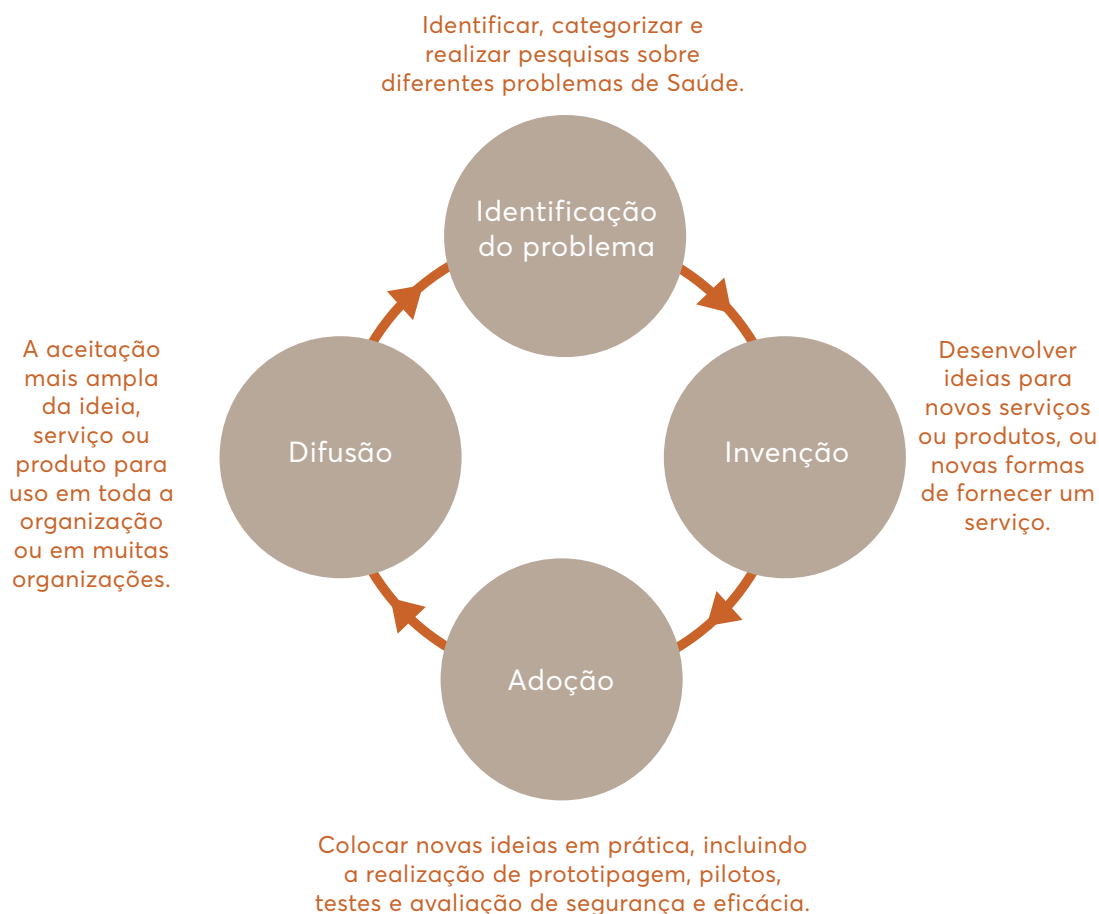 Identificar, categorizar e
realizar pesquisas sobre
diferentes problemas de Saúde.
Identificação
do problema
A aceitação
mais ampla
da ideia,
serviço ou
produto para
uso em toda a
organização
ou em muitas
organizações.
Difusão
Invenção
Desenvolver
ideias para
novos serviços
ou produtos, ou
novas formas
de fornecer um
serviço.
Adoção
Colocar novas ideias em prática, incluindo
a realização de prototipagem, pilotos,
testes e avaliação de segurança e eficácia.